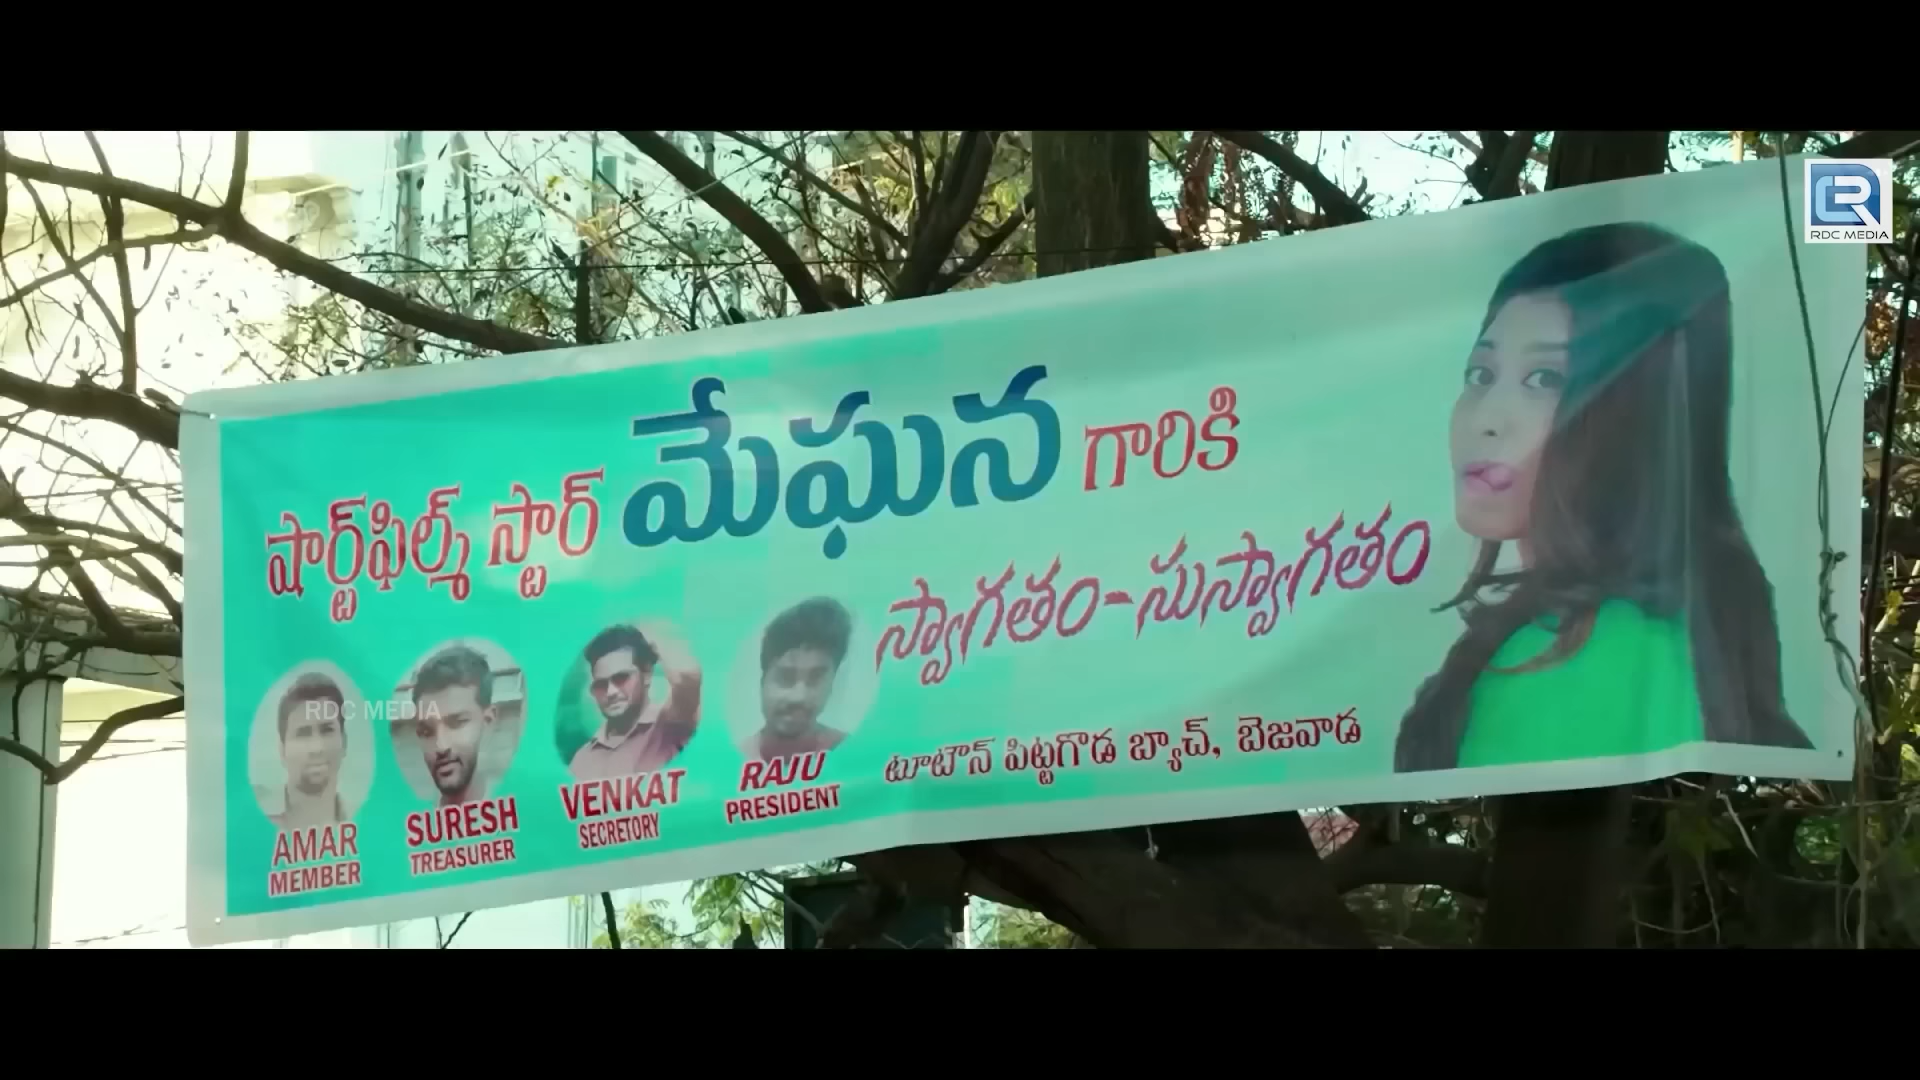 షార్ట్‌ఫిల్మ్ స్టార్ మేఘన గారికి
స్వాగతం-సుస్వాగతం
టూటౌన్ పిట్టగొడ బ్యాచ్, బెజవాడ
AMAR
MEMBER
SURESH
TREASURER
VENKAT
SECRETORY
RAJU
PRESIDENT
RDC MEDIA
RDC MEDIA